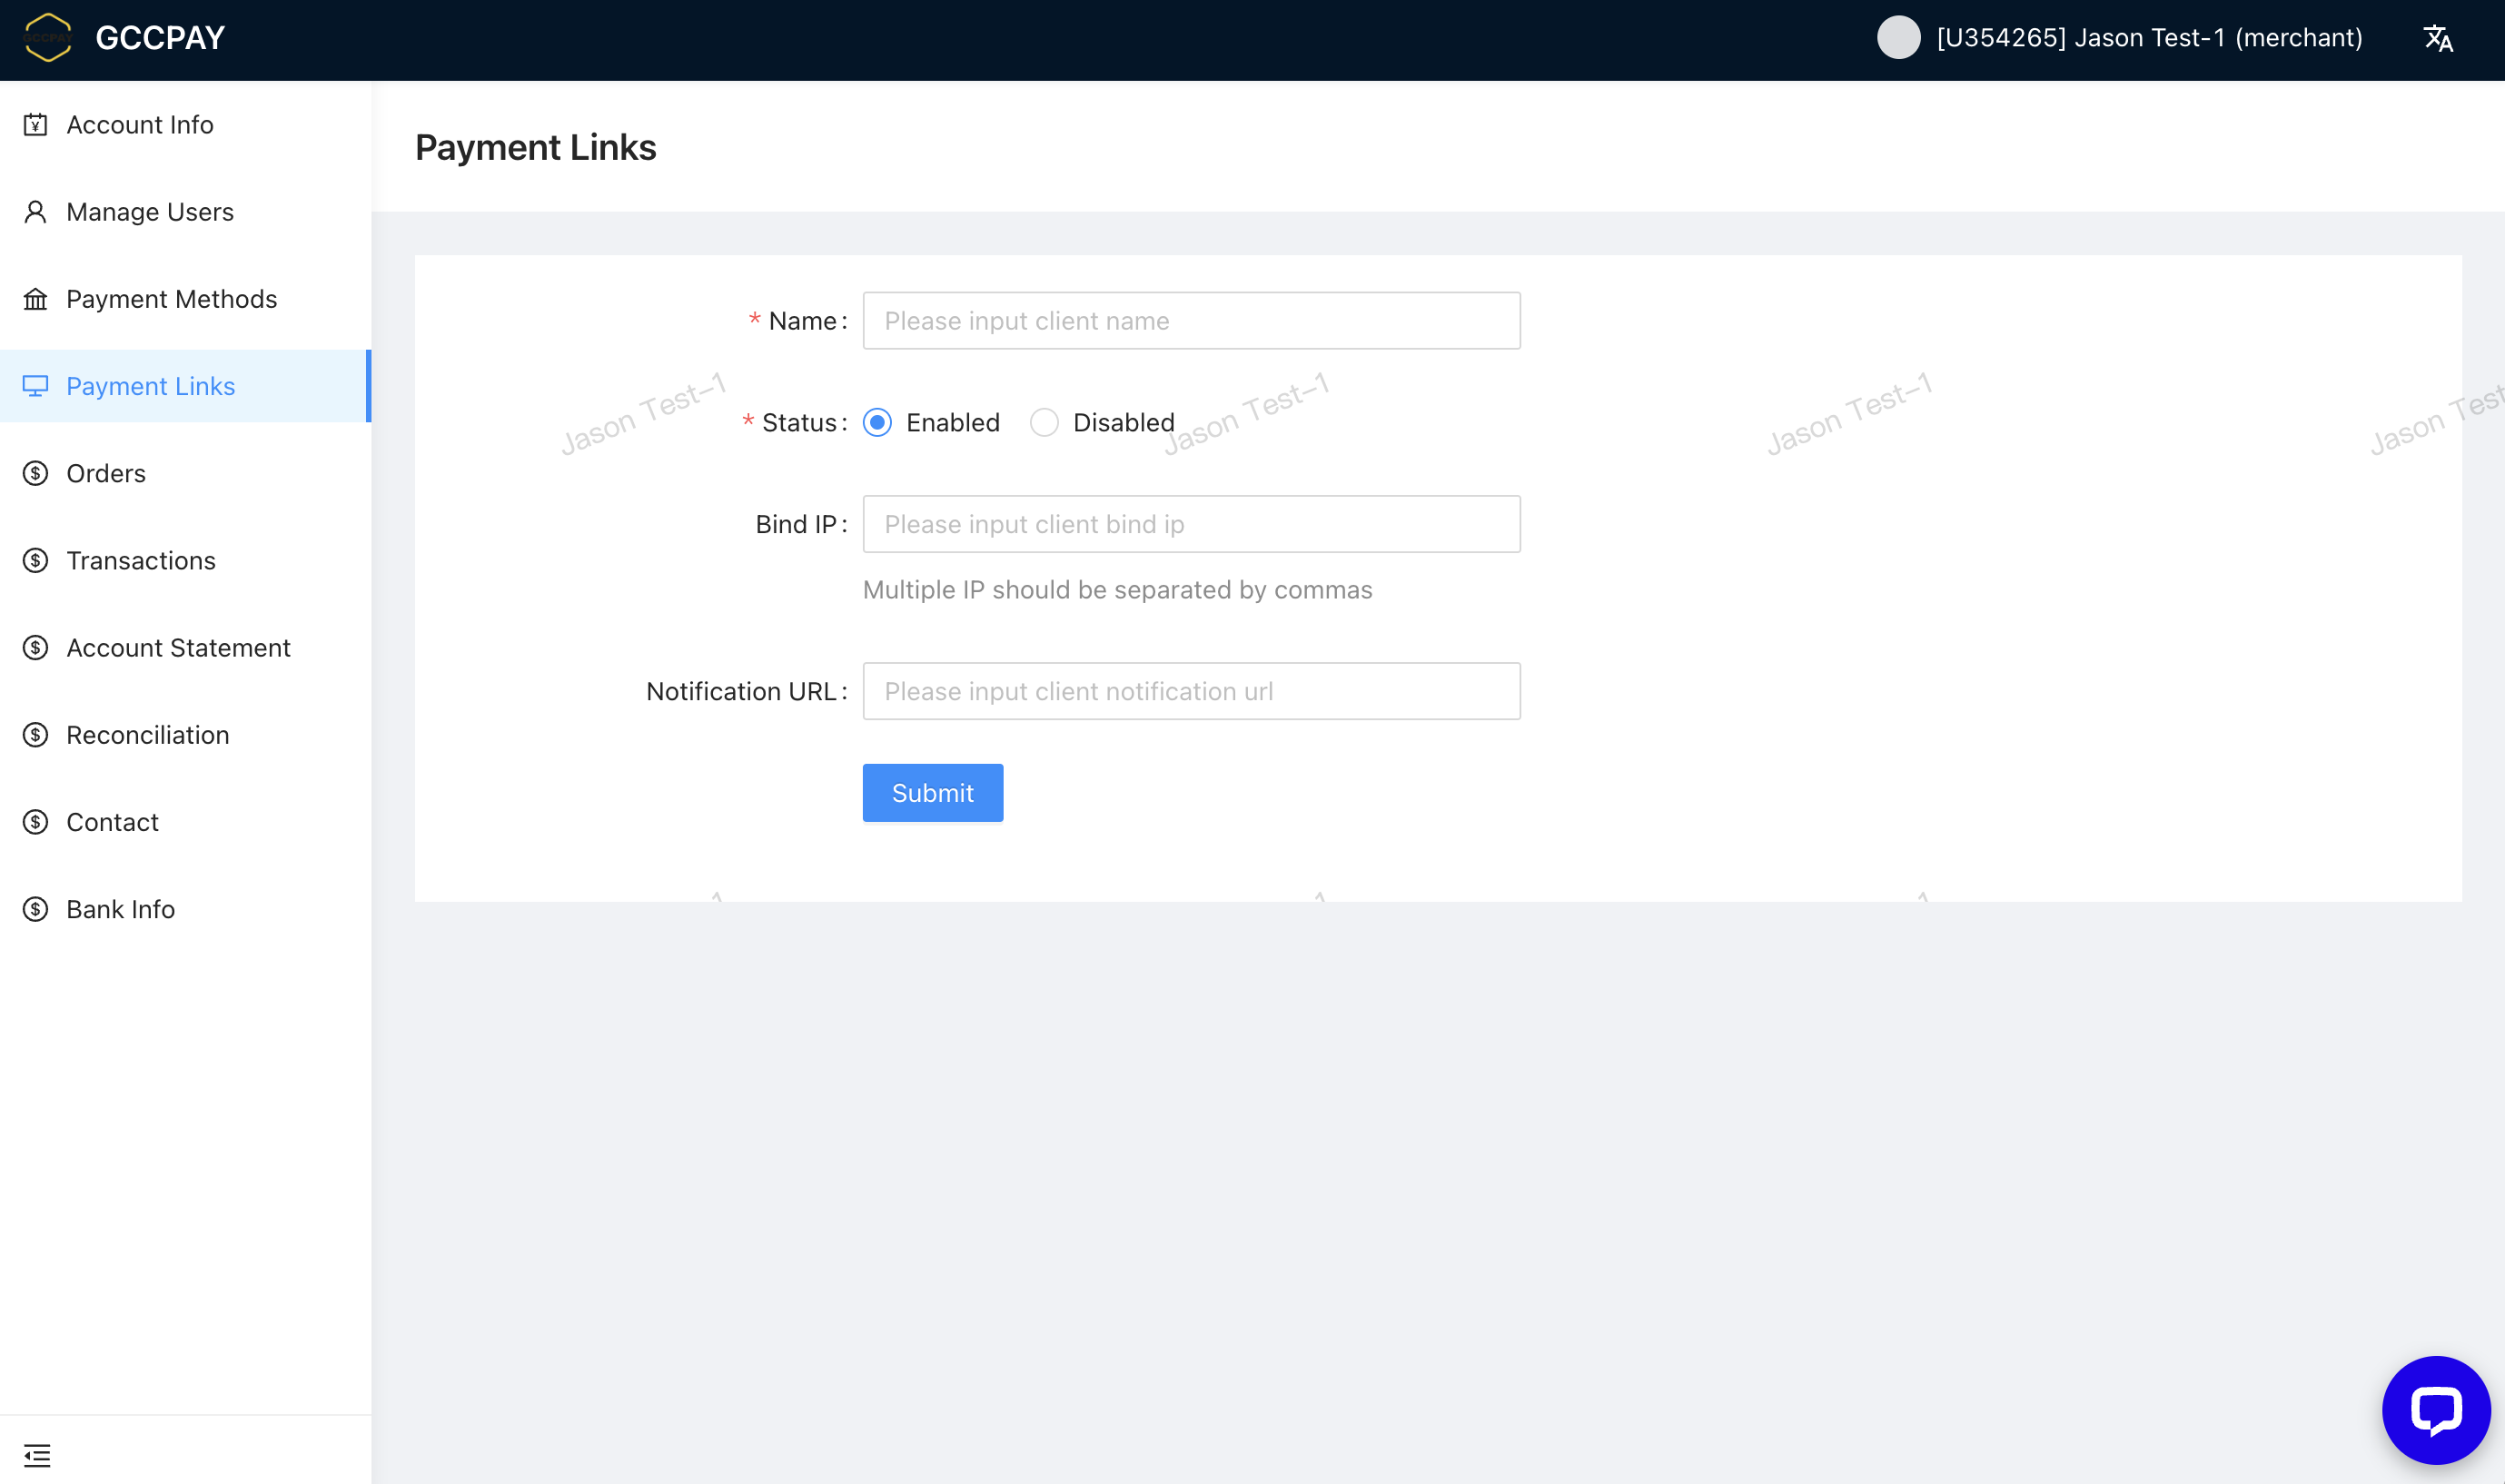 GCCPAY
[U354265] Jason Test-1 (merchant)
Account Info
Manage Users
Payment Methods
Payment Links
Orders
Transactions
Account Statement
Reconciliation
Contact
Bank Info
Payment Links
* Name: Please input client name
* Status: Enabled Disabled
Jason Test-1 Jason Test-1 Jason Test-1 Jason Test
Bind IP: Please input client bind ip
Multiple IP should be separated by commas
Notification URL: Please input client notification url
Submit